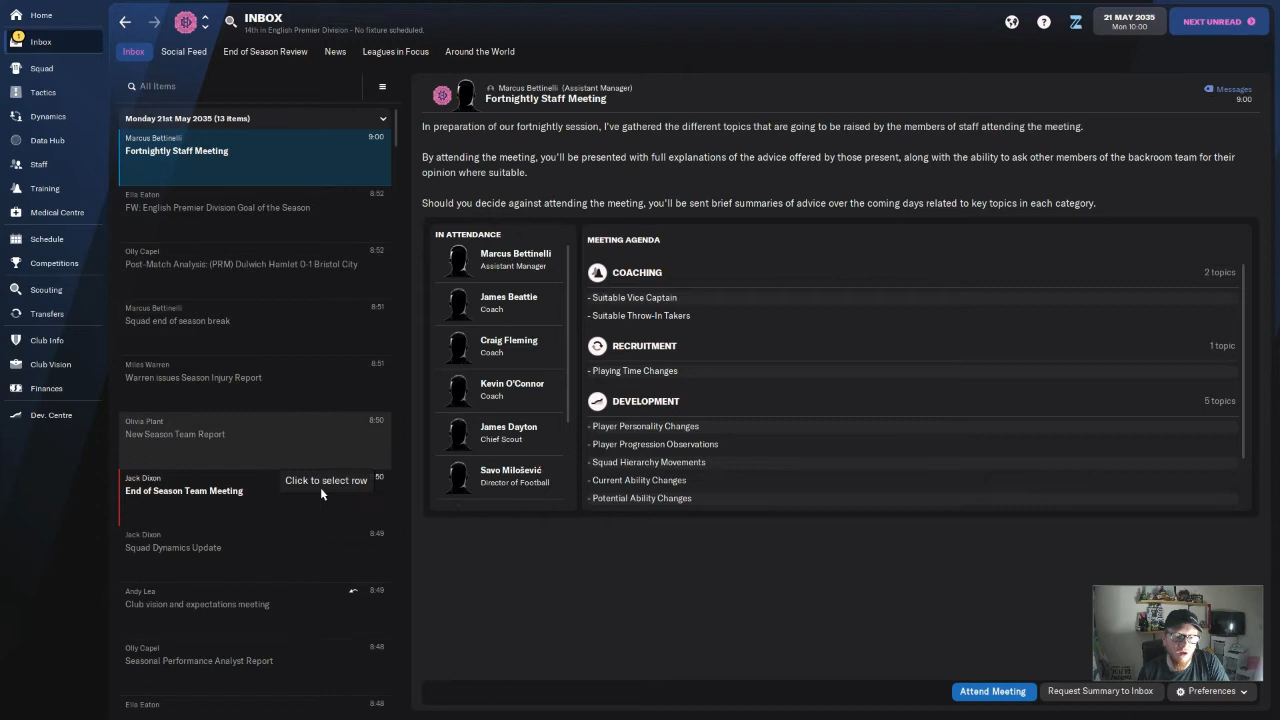 Home
INBOX
14th in English Premier Division - No fixture scheduled.
21 MAY 2035
Mon 10:00
NEXT UNREAD
1
Inbox
Squad
Tactics
Dynamics
Data Hub
Staff
Training
Medical Centre
Schedule
Competitions
Scouting
Transfers
Club Info
Club Vision
Finances
Dev. Centre
Inbox
Social Feed
End of Season Review
News
Leagues in Focus
Around the World
All Items
Monday 21st May 2035 (13 items)
Marcus Bettinelli
9:00
Fortnightly Staff Meeting
Ella Eaton
8:52
FW: English Premier Division Goal of the Season
Olly Capel
8:52
Post-Match Analysis: (PRM) Dulwich Hamlet 0-1 Bristol City
Marcus Bettinelli
8:51
Squad end of season break
Miles Warren
8:51
Warren issues Season Injury Report
Olivia Plant
8:50
New Season Team Report
Jack Dixon
50
Click to select row
End of Season Team Meeting
Jack Dixon
8:49
Squad Dynamics Update
Andy Lea
8:49
Club vision and expectations meeting
Olly Capel
8:48
Seasonal Performance Analyst Report
Ella Eaton
8:48
Marcus Bettinelli (Assistant Manager)
Fortnightly Staff Meeting
Messages
9:00
In preparation of our fortnightly session, I've gathered the different topics that are going to be raised by the members of staff attending the meeting.
By attending the meeting, you'll be presented with full explanations of the advice offered by those present, along with the ability to ask other members of the backroom team for their
opinion where suitable.
Should you decide against attending the meeting, you'll be sent brief summaries of advice over the coming days related to key topics in each category.
IN ATTENDANCE
Marcus Bettinelli
Assistant Manager
James Beattie
Coach
Craig Fleming
Coach
Kevin O'Connor
Coach
James Dayton
Chief Scout
Savo Milošević
Director of Football
MEETING AGENDA
COACHING
2 topics
- Suitable Vice Captain
- Suitable Throw-In Takers
RECRUITMENT
1 topic
- Playing Time Changes
DEVELOPMENT
5 topics
- Player Personality Changes
- Player Progression Observations
- Squad Hierarchy Movements
- Current Ability Changes
- Potential Ability Changes
Attend Meeting
Request Summary to Inbox
Preferences